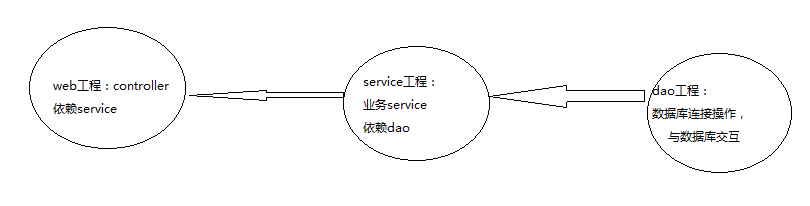 web工程：controller
依赖service
service工程：
业务service
依赖dao
dao工程：
数据库连接操作，
与数据库交互